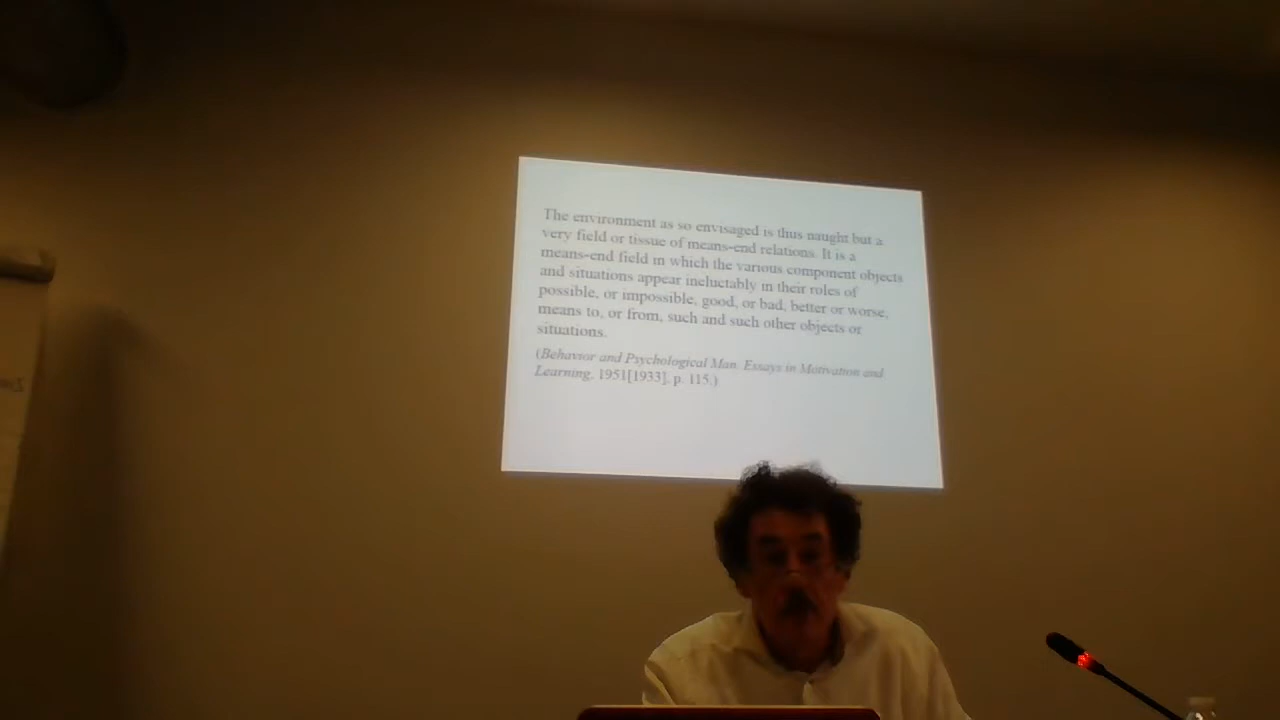 The environment as so envisaged is thus naught but a
very field or tissue of means-end relations. It is a
means-end field in which the various component objects
and situations appear ineluctably in their roles of
possible, or impossible, good, or bad, better or worse,
means to, or from, such and such other objects or
situations.
(Behavior and Psychological Man. Essays in Motivation and
Learning, 1951[1933], p. 115.)